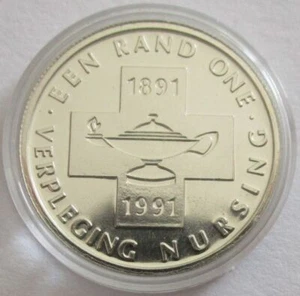 · EEN RAND ONE ·
1891
1991
VERPLEGING NURSING